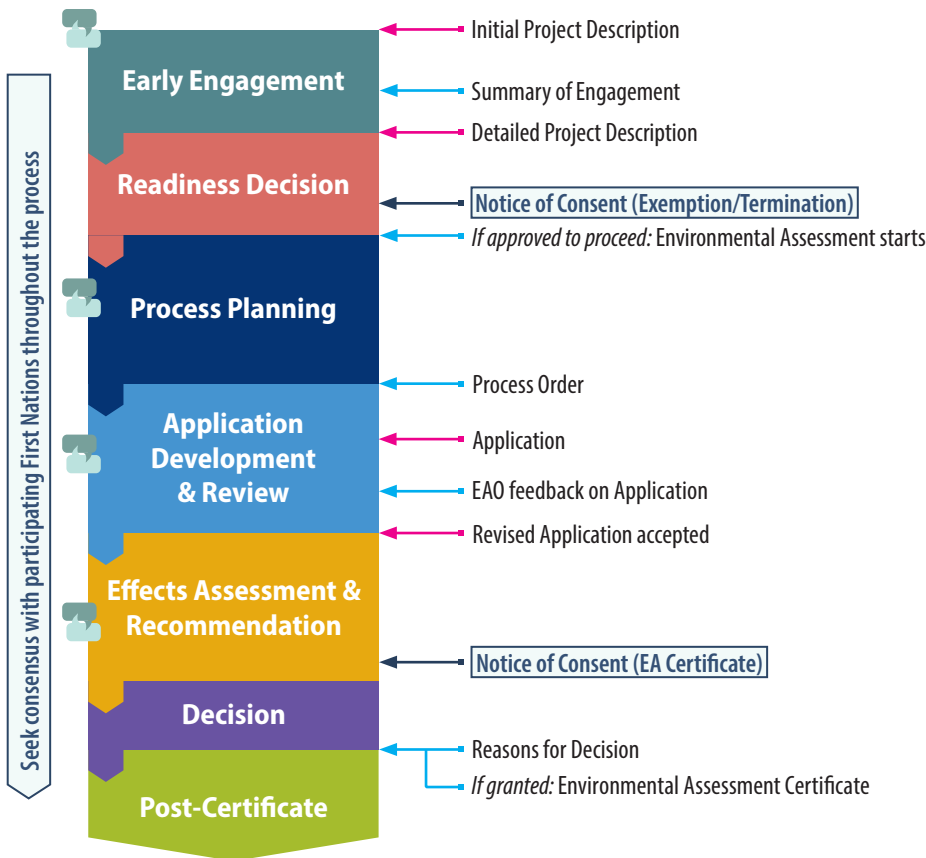 Seek consensus with participating First Nations throughout the process
Early Engagement
Initial Project Description
Summary of Engagement
Detailed Project Description
Readiness Decision
Notice of Consent (Exemption/Termination)
If approved to proceed: Environmental Assessment starts
Process Planning
Process Order
Application
Development
& Review
Application
EAO feedback on Application
Revised Application accepted
Effects Assessment &
Recommendation
Notice of Consent (EA Certificate)
Decision
Reasons for Decision
If granted: Environmental Assessment Certificate
Post-Certificate